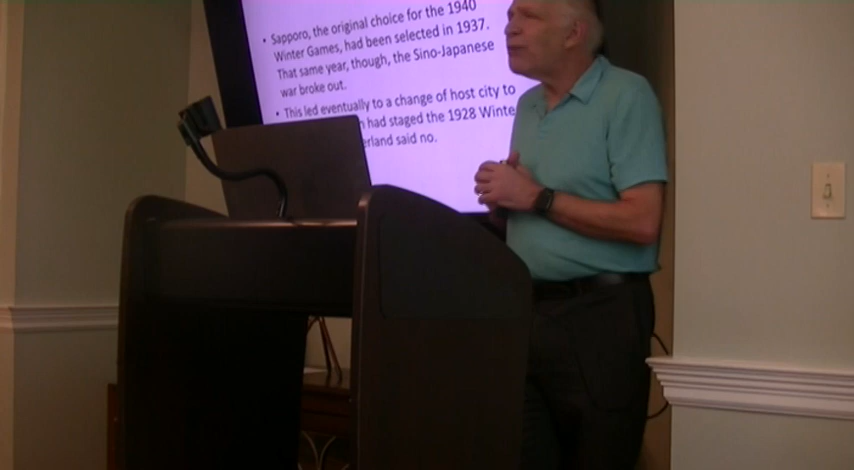 • Sapporo, the original choice for the 1940
Winter Games, had been selected in 1937.
That same year, though, the Sino-Japanese
war broke out.
• This led eventually to a change of host city to
had staged the 1928 Winte
erland said no.